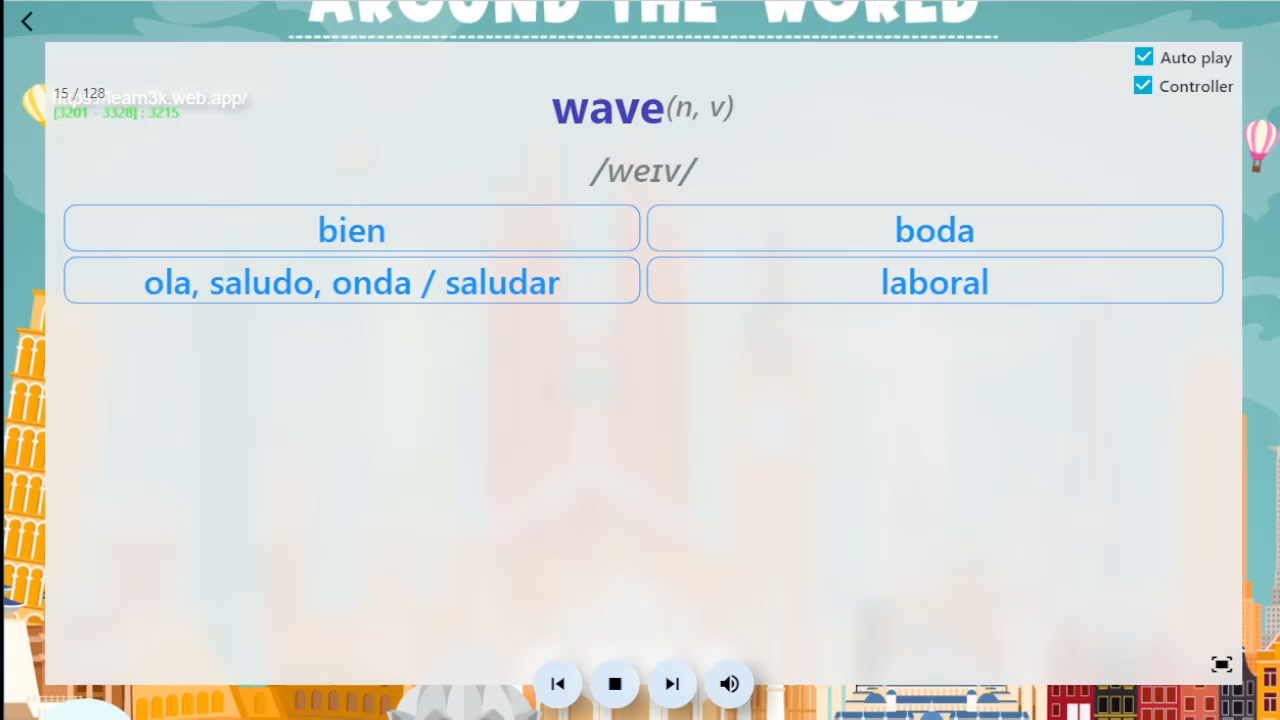 AROUND THE WORLD
Auto play
15 / 128
https://learn3k.web.app/
Controller
[3201 - 3328] : 3215
wave(n, v)
/weɪv/
bien
boda
ola, saludo, onda / saludar
laboral